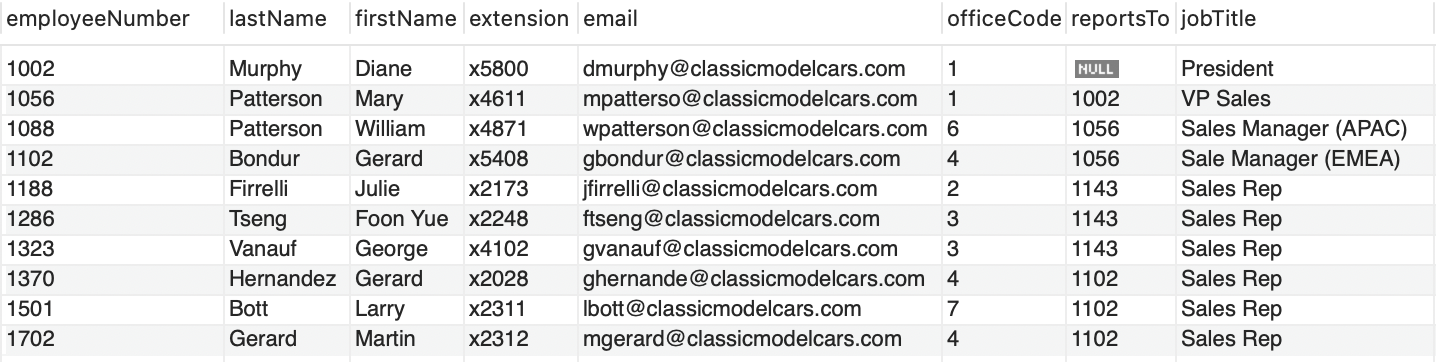 employeeNumber lastName firstName extension email officeCode reportsTo jobTitle
1002 Murphy Diane x5800 dmurphy@classicmodelcars.com 1 NULL President
1056 Patterson Mary x4611 mpatterso@classicmodelcars.com 1 1002 VP Sales
1088 Patterson William x4871 wpatterson@classicmodelcars.com 6 1056 Sales Manager (APAC)
1102 Bondur Gerard x5408 gbondur@classicmodelcars.com 4 1056 Sale Manager (EMEA)
1188 Firrelli Julie x2173 jfirrelli@classicmodelcars.com 2 1143 Sales Rep
1286 Tseng Foon Yue x2248 ftseng@classicmodelcars.com 3 1143 Sales Rep
1323 Vanauf George x4102 gvanauf@classicmodelcars.com 3 1143 Sales Rep
1370 Hernandez Gerard x2028 ghernande@classicmodelcars.com 4 1102 Sales Rep
1501 Bott Larry x2311 lbott@classicmodelcars.com 7 1102 Sales Rep
1702 Gerard Martin x2312 mgerard@classicmodelcars.com 4 1102 Sales Rep